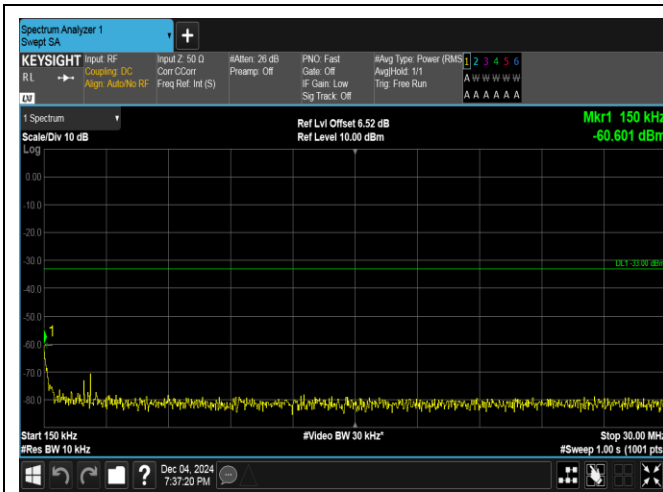 Spectrum Analyzer 1
Swept SA
+
KEYSIGHT
RL
LXI
Input: RF
Coupling: DC
Align: Auto/No RF
Input Z: 50 Ω
Corr CCorr
Freq Ref: Int (S)
#Atten: 26 dB
Preamp: Off
PNO: Fast
Gate: Off
IF Gain: Low
Sig Track: Off
#Avg Type: Power (RMS
Avg|Hold: 1/1
Trig: Free Run
1 2 3 4 5 6
A W W W W W
A A A A A A
1 Spectrum
Scale/Div 10 dB
Ref Lvl Offset 6.52 dB
Ref Level 10.00 dBm
Mkr1 150 kHz
-60.601 dBm
Log
0.00
-10.0
-20.0
-30.0
DL1 -33.00 dBm
-40.0
-50.0
1
-60.0
-70.0
-80.0
Start 150 kHz
#Video BW 30 kHz*
Stop 30.00 MHz
#Res BW 10 kHz
#Sweep 1.00 s (1001 pts
?
Dec 04, 2024
7:37:20 PM